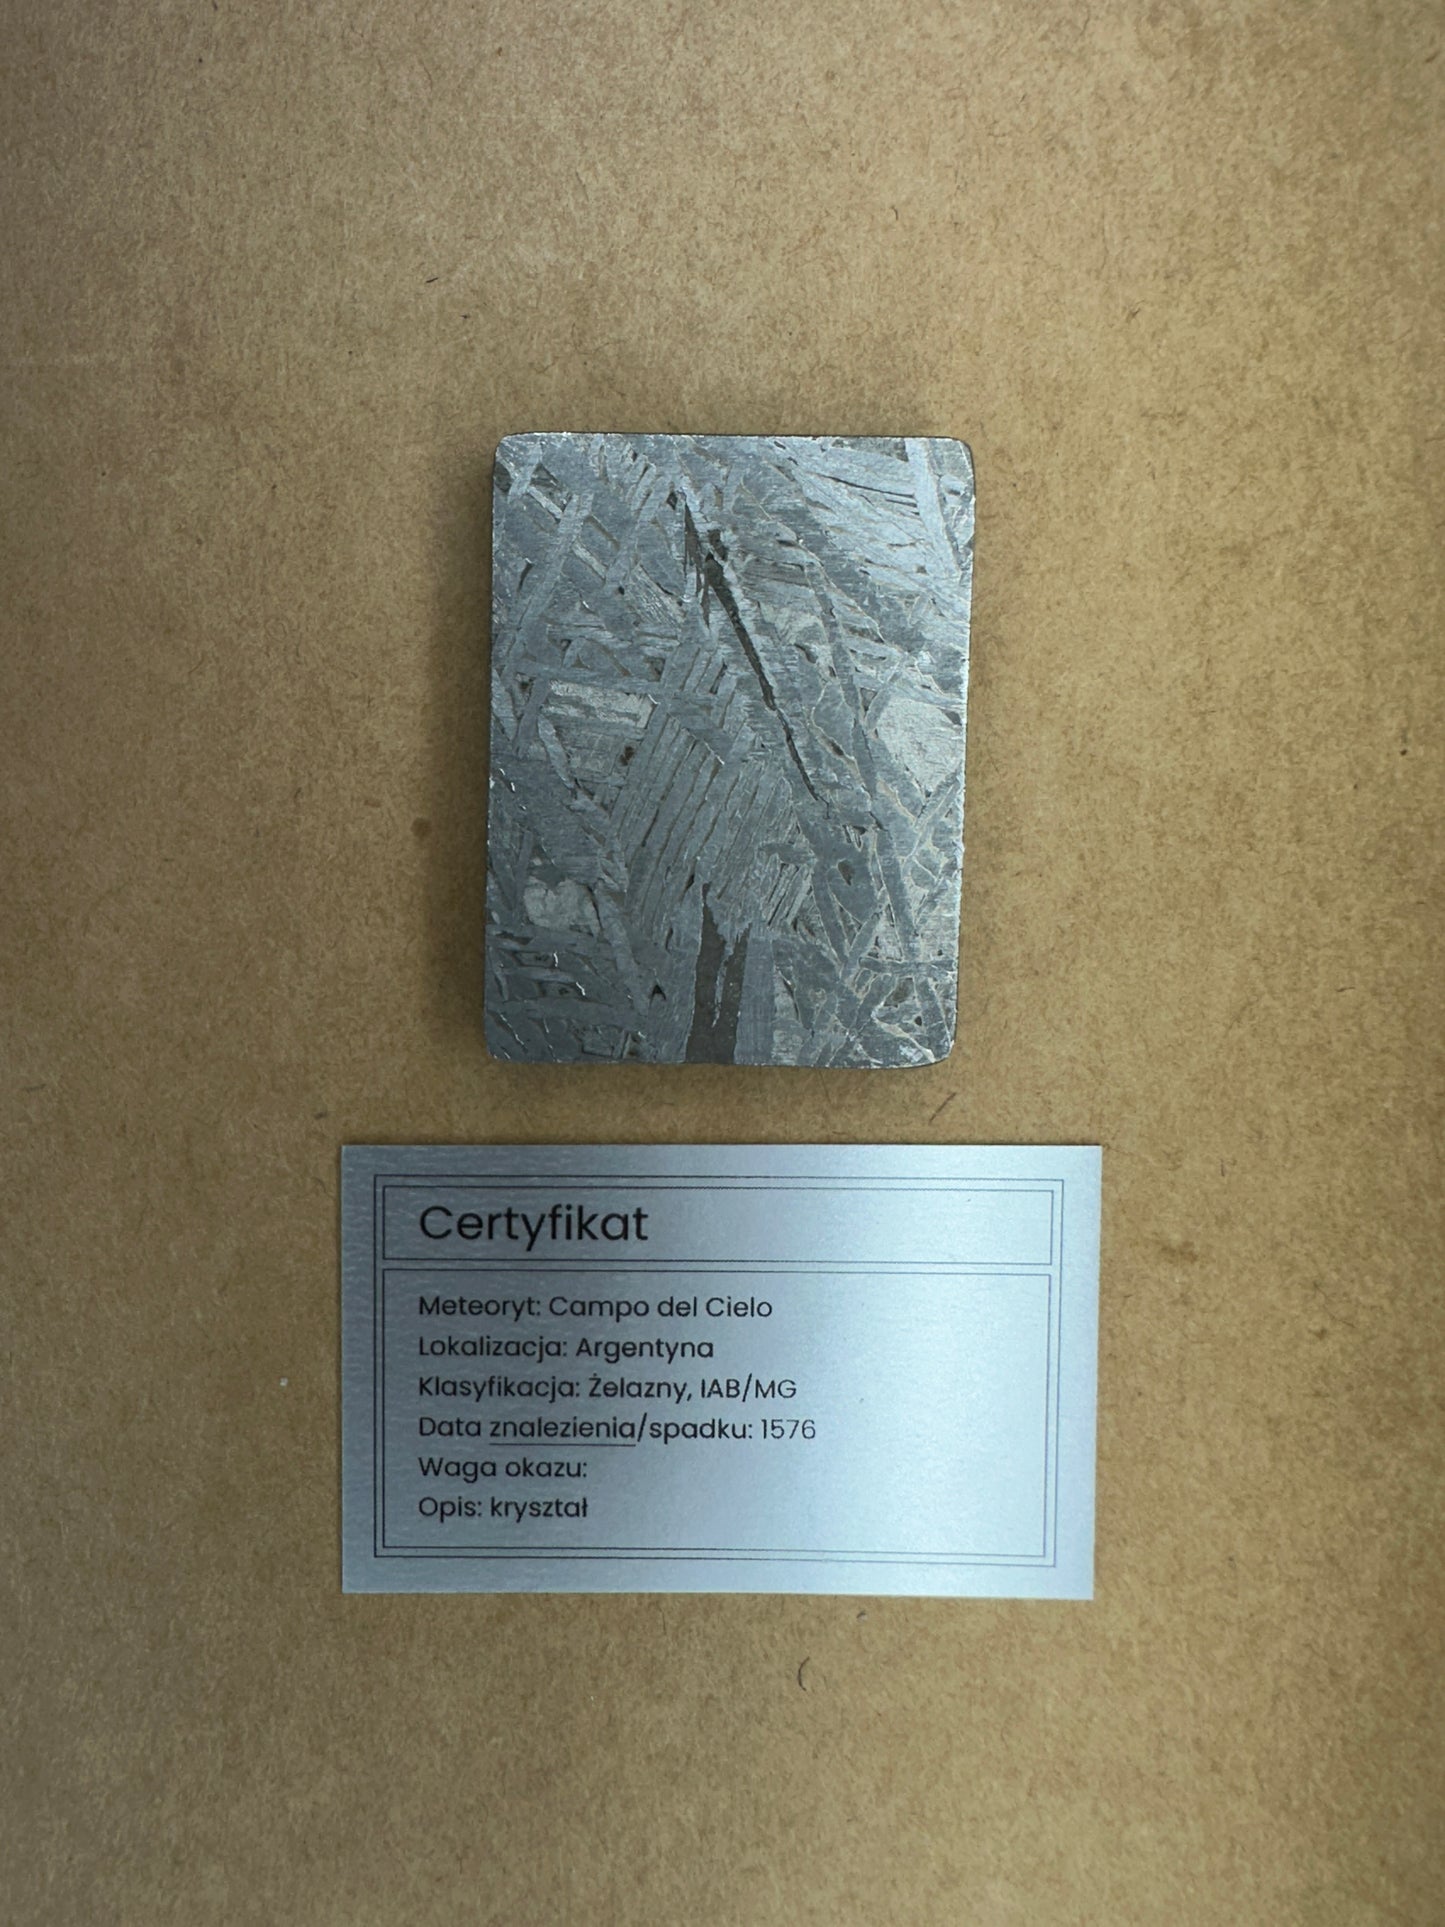 Certyfikat
Meteoryt: Campo del Cielo
Lokalizacja: Argentyna
Klasyfikacja: Żelazny, IAB/MG
Data znalezienia/spadku: 1576
Waga okazu:
Opis: kryształ